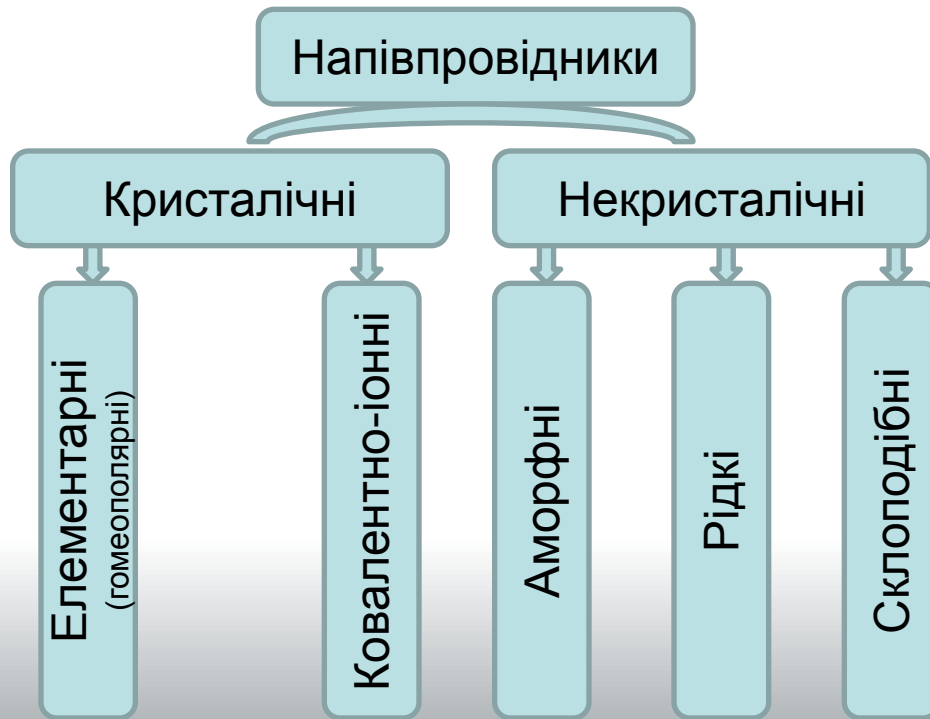 Напівпровідники
Кристалічні
Некристалічні
Елементарні
(гомеополярні)
Ковалентно-іонні
Аморфні
Рідкі
Склоподібні